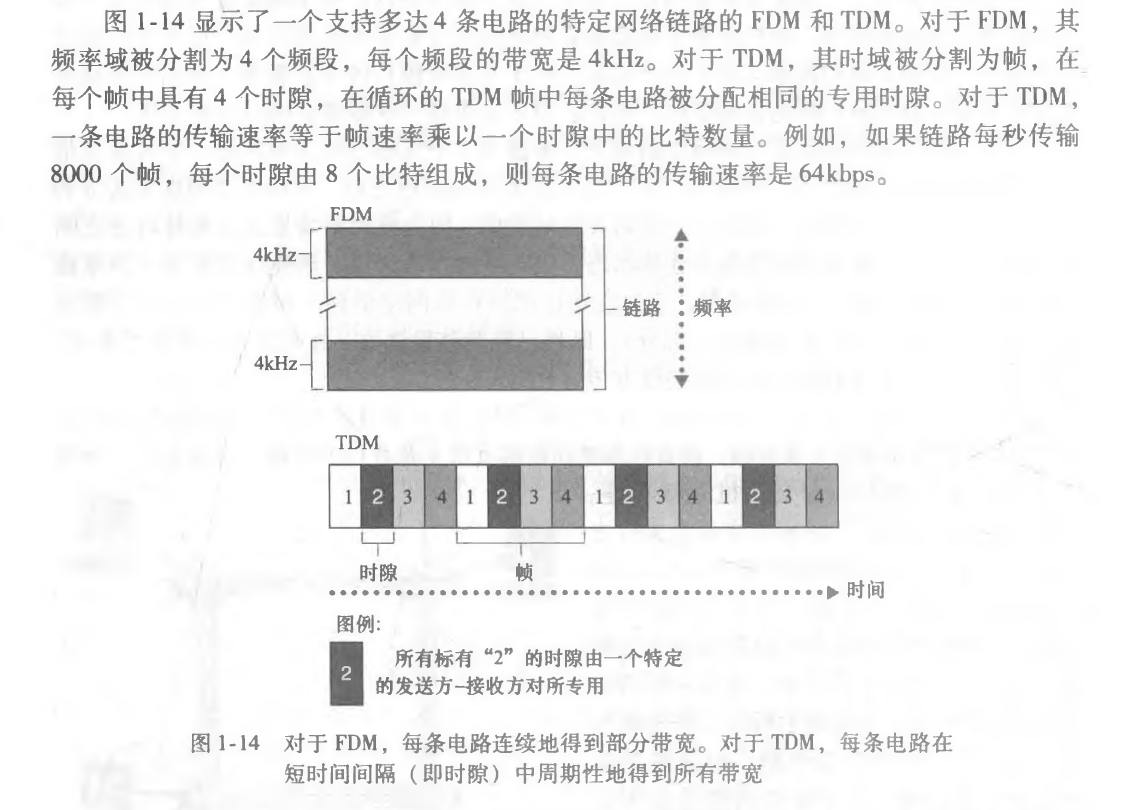 图 1-14 显示了一个支持多达 4 条电路的特定网络链路的 FDM 和 TDM。对于 FDM，其
频率域被分割为 4 个频段，每个频段的带宽是 4kHz。对于 TDM，其时域被分割为帧，在
每个帧中具有 4 个时隙，在循环的 TDM 帧中每条电路被分配相同的专用时隙。对于 TDM，
一条电路的传输速率等于帧速率乘以一个时隙中的比特数量。例如，如果链路每秒传输
8000 个帧，每个时隙由 8 个比特组成，则每条电路的传输速率是 64kbps。
FDM
4kHz
链路
频率
4kHz
TDM
1 2 3 4 1 2 3 4 1 2 3 4 1 2 3 4
时隙
帧
时间
图例:
2
所有标有“2”的时隙由一个特定
的发送方–接收方对所专用
图 1-14 对于 FDM，每条电路连续地得到部分带宽。对于 TDM，每条电路在
短时间间隔（即时隙）中周期性地得到所有带宽